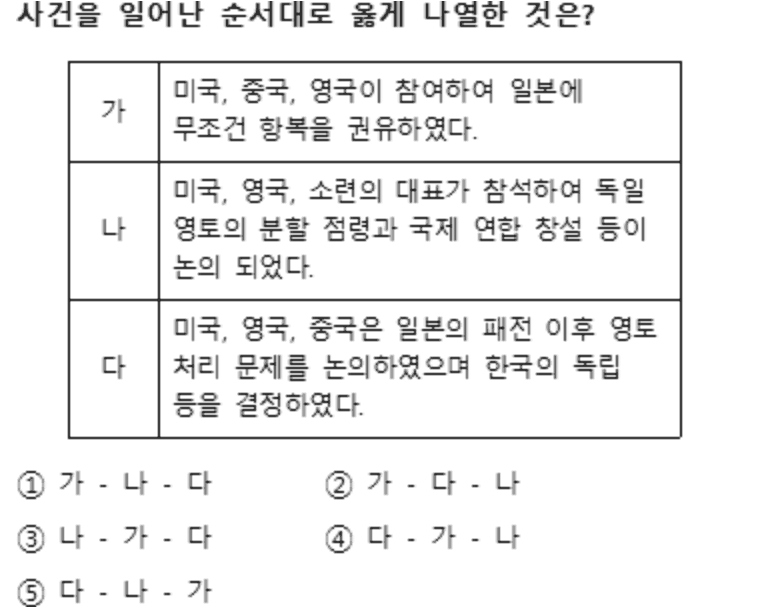 사건을 일어난 순서대로 옳게 나열한 것은?
가
미국, 중국, 영국이 참여하여 일본에
무조건 항복을 권유하였다.
나
미국, 영국, 소련의 대표가 참석하여 독일
영토의 분할 점령과 국제 연합 창설 등이
논의 되었다.
다
미국, 영국, 중국은 일본의 패전 이후 영토
처리 문제를 논의하였으며 한국의 독립
등을 결정하였다.
① 가 - 나 - 다 ② 가 - 다 - 나
③ 나 - 가 - 다 ④ 다 - 가 - 나
⑤ 다 - 나 - 가